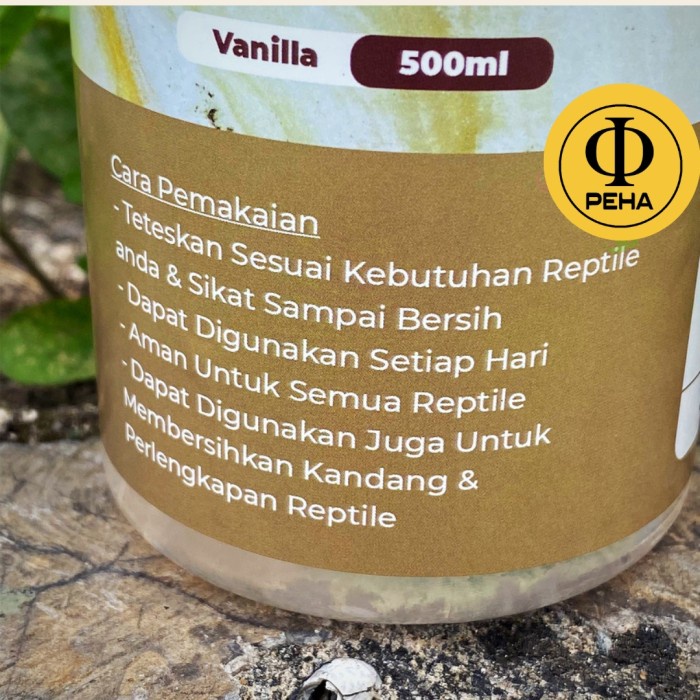 Vanilla 500ml
Φ
PEHA
Cara Pemakaian
- Teteskan Sesuai Kebutuhan Reptile
anda & Sikat Sampai Bersih
- Dapat Digunakan Setiap Hari
- Aman Untuk Semua Reptile
- Dapat Digunakan Juga Untuk
Membersihkan Kandang &
Perlengkapan Reptile